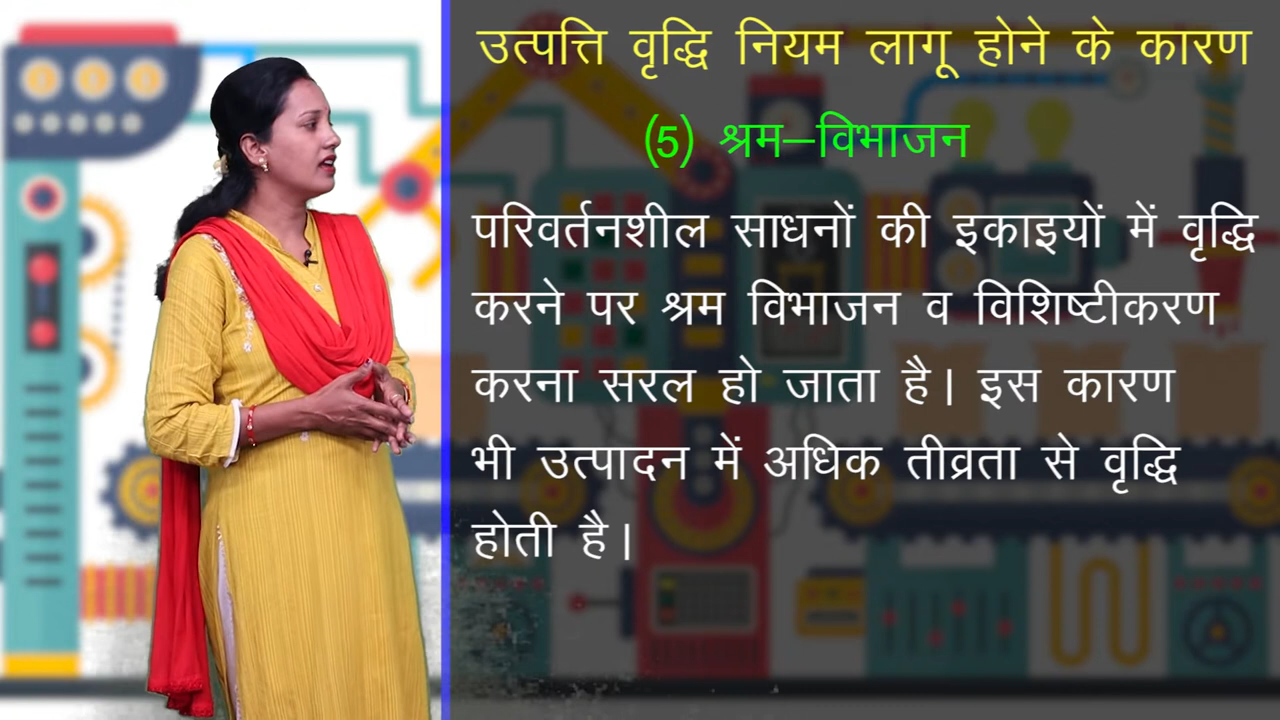 उत्पत्ति वृद्धि नियम लागू होने के कारण
(5) श्रम–विभाजन
परिवर्तनशील साधनों की इकाइयों में वृद्धि
करने पर श्रम विभाजन व विशिष्टीकरण
करना सरल हो जाता है। इस कारण
भी उत्पादन में अधिक तीव्रता से वृद्धि
होती है।